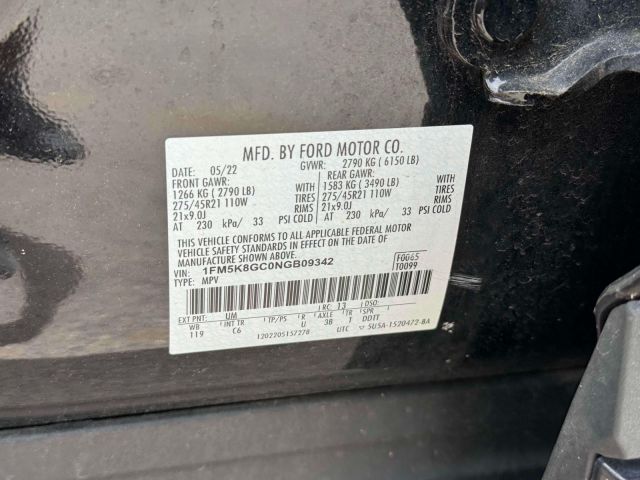 MFD. BY FORD MOTOR CO.
DATE: 05/22 GVWR: 2790 KG ( 6150 LB)
FRONT GAWR: REAR GAWR:
1266 KG ( 2790 LB) 1583 KG ( 3490 LB)
275/45R21 110W TIRES 275/45R21 110W TIRES
21x9.0J RIMS 21x9.0J RIMS
AT 230 kPa/ 33 PSI COLD AT 230 kPa/ 33 PSI COLD
THIS VEHICLE CONFORMS TO ALL APPLICABLE FEDERAL MOTOR
VEHICLE SAFETY STANDARDS IN EFFECT ON THE DATE OF
MANUFACTURE SHOWN ABOVE.
VIN: 1FM5K8GC0NGB09342 F0065
TYPE: MPV T0099
EXT PNT: UM RC: 13 DSO:
WB INT TR TP/PS R AXLE TR SPR
119 C6 U 3B T DDTT
120220515727B UTC 5U5A-1520472-BA